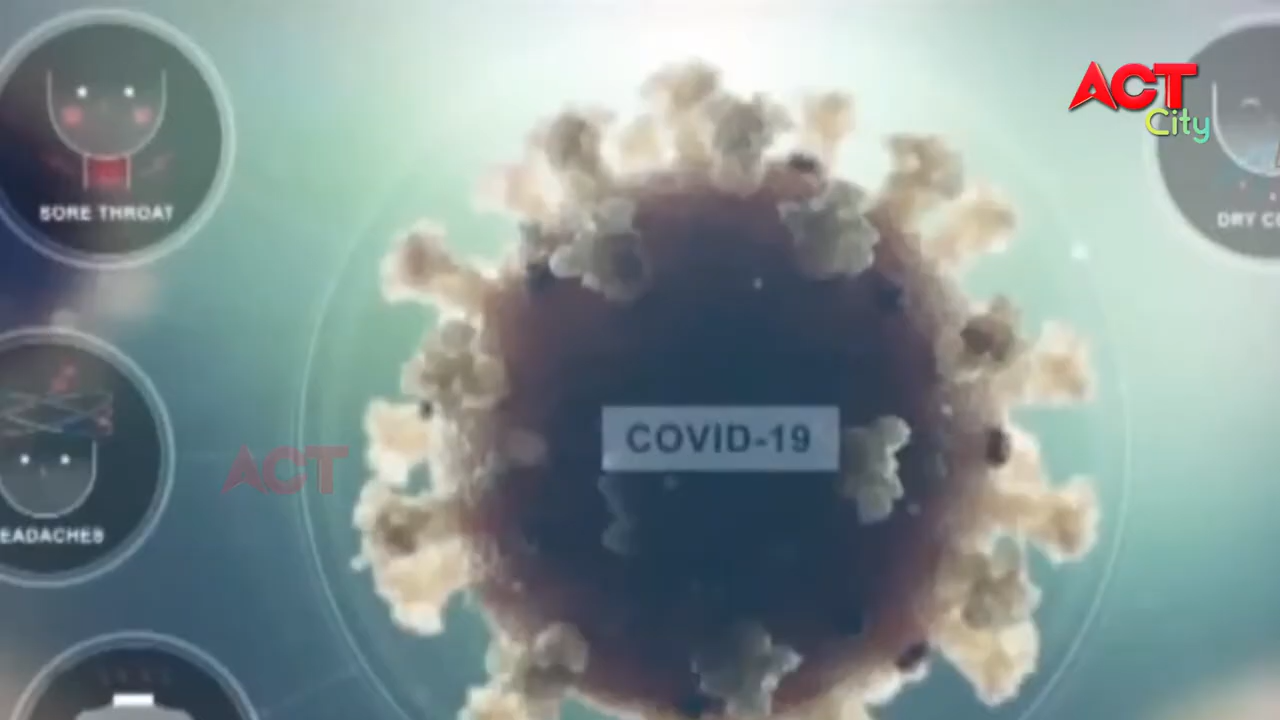 ACT
City
SORE THROAT
DRY C
COVID-19
ACT
EADACHES